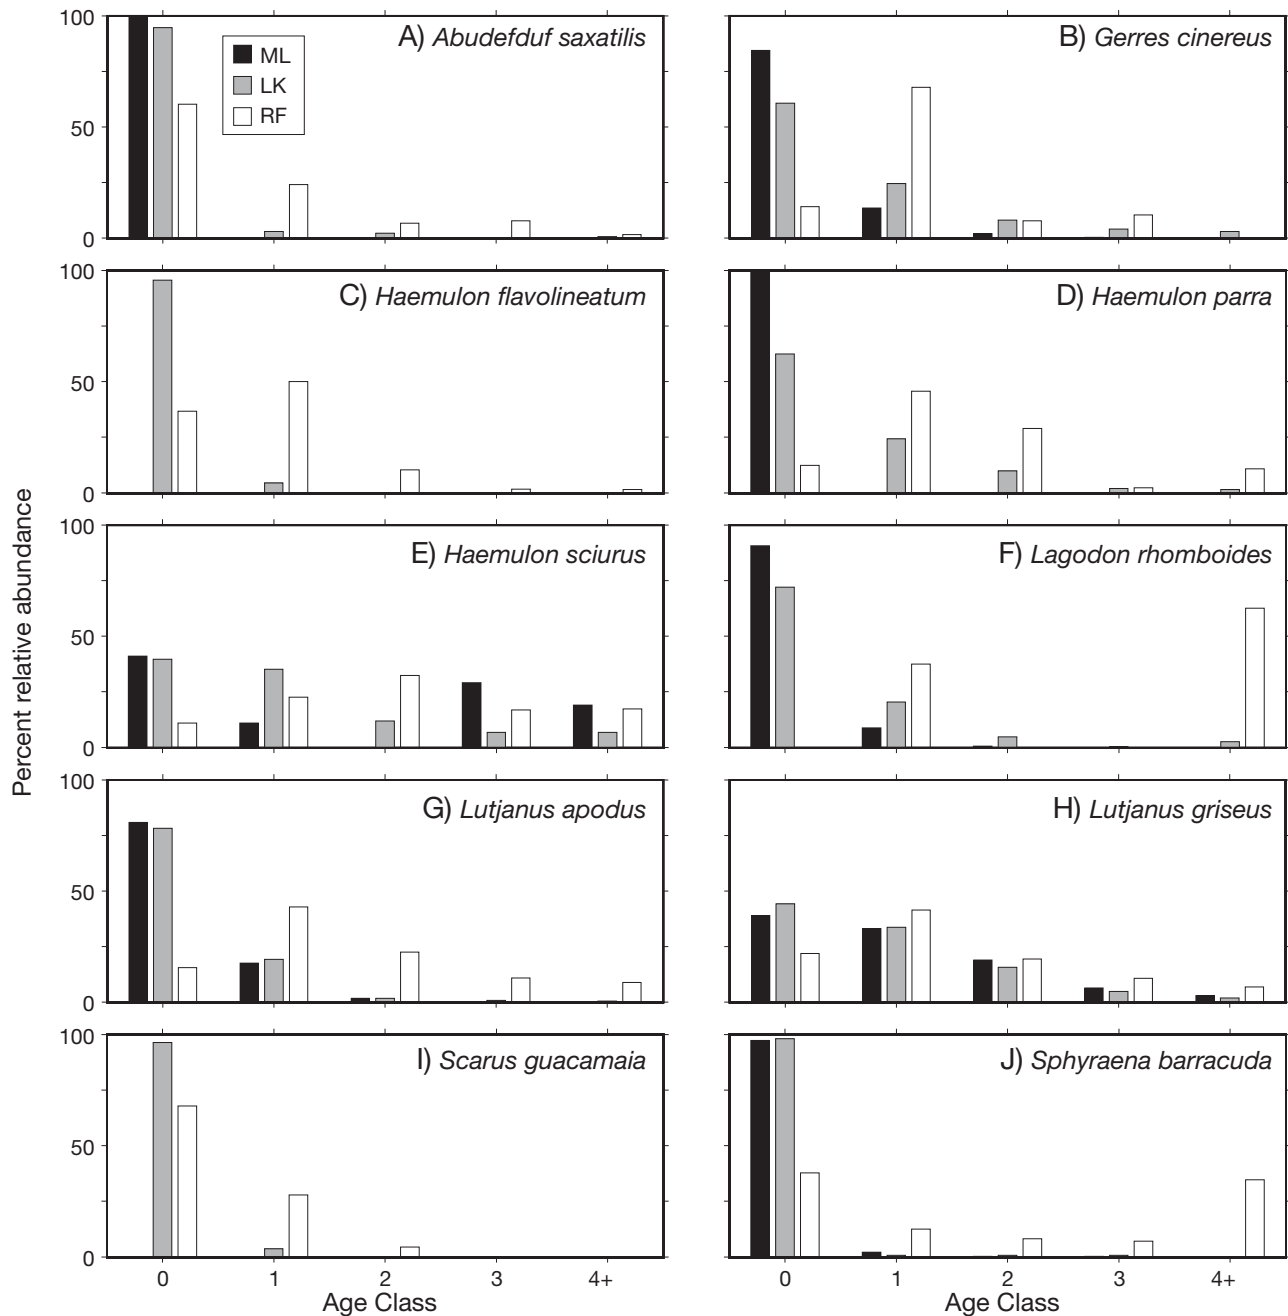 100
50
0
A) Abudefduf saxatilis
ML
LK
RF
B) Gerres cinereus
100
50
0
C) Haemulon flavolineatum
D) Haemulon parra
100
50
0
E) Haemulon sciurus
F) Lagodon rhomboides
100
50
0
G) Lutjanus apodus
H) Lutjanus griseus
100
50
0
I) Scarus guacamaia
J) Sphyraena barracuda
0 1 2 3 4+
0 1 2 3 4+
Age Class
Age Class
Percent relative abundance